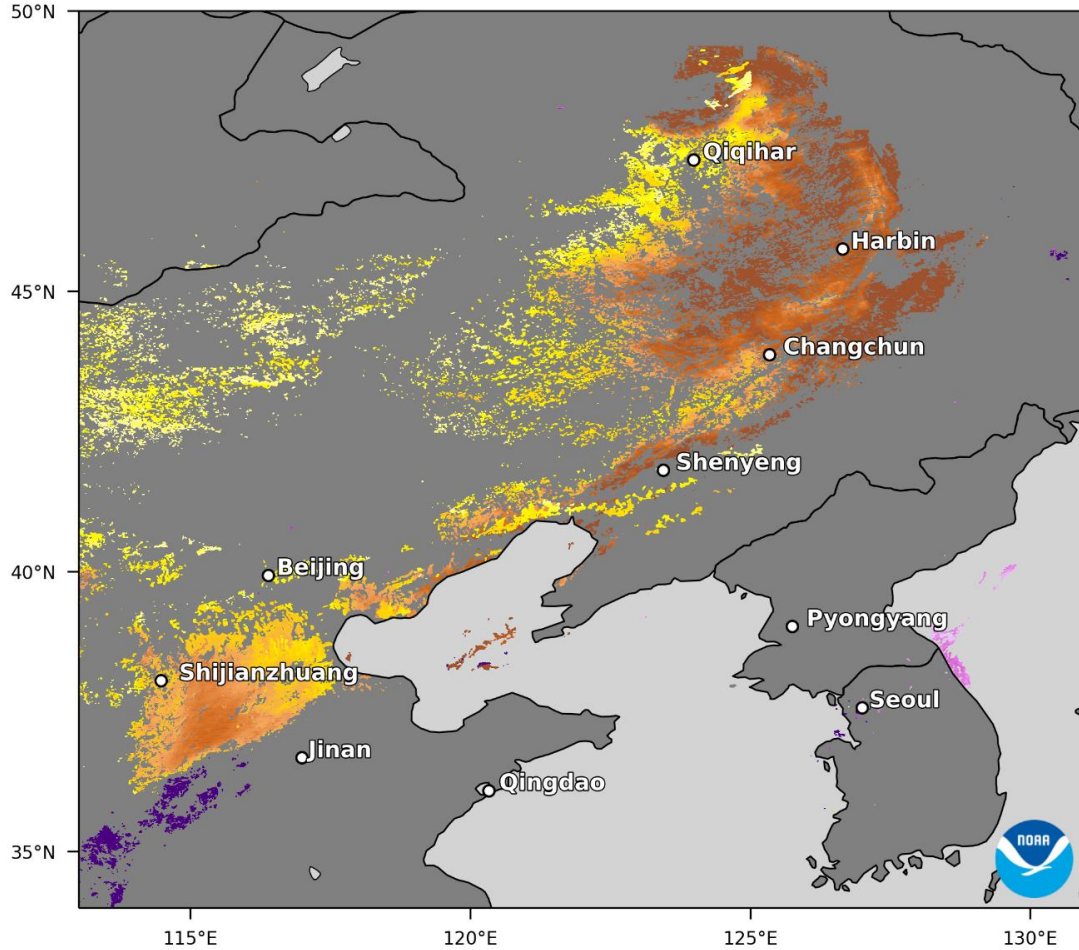 50°N
Qiqihar
Harbin
45°N
Changchun
Shenyeng
Beijing
40°N
Pyongyang
Shijianzhuang
Seoul
Jinan
Qingdao
NOAA
35°N
115°E
120°E
125°E
130°E